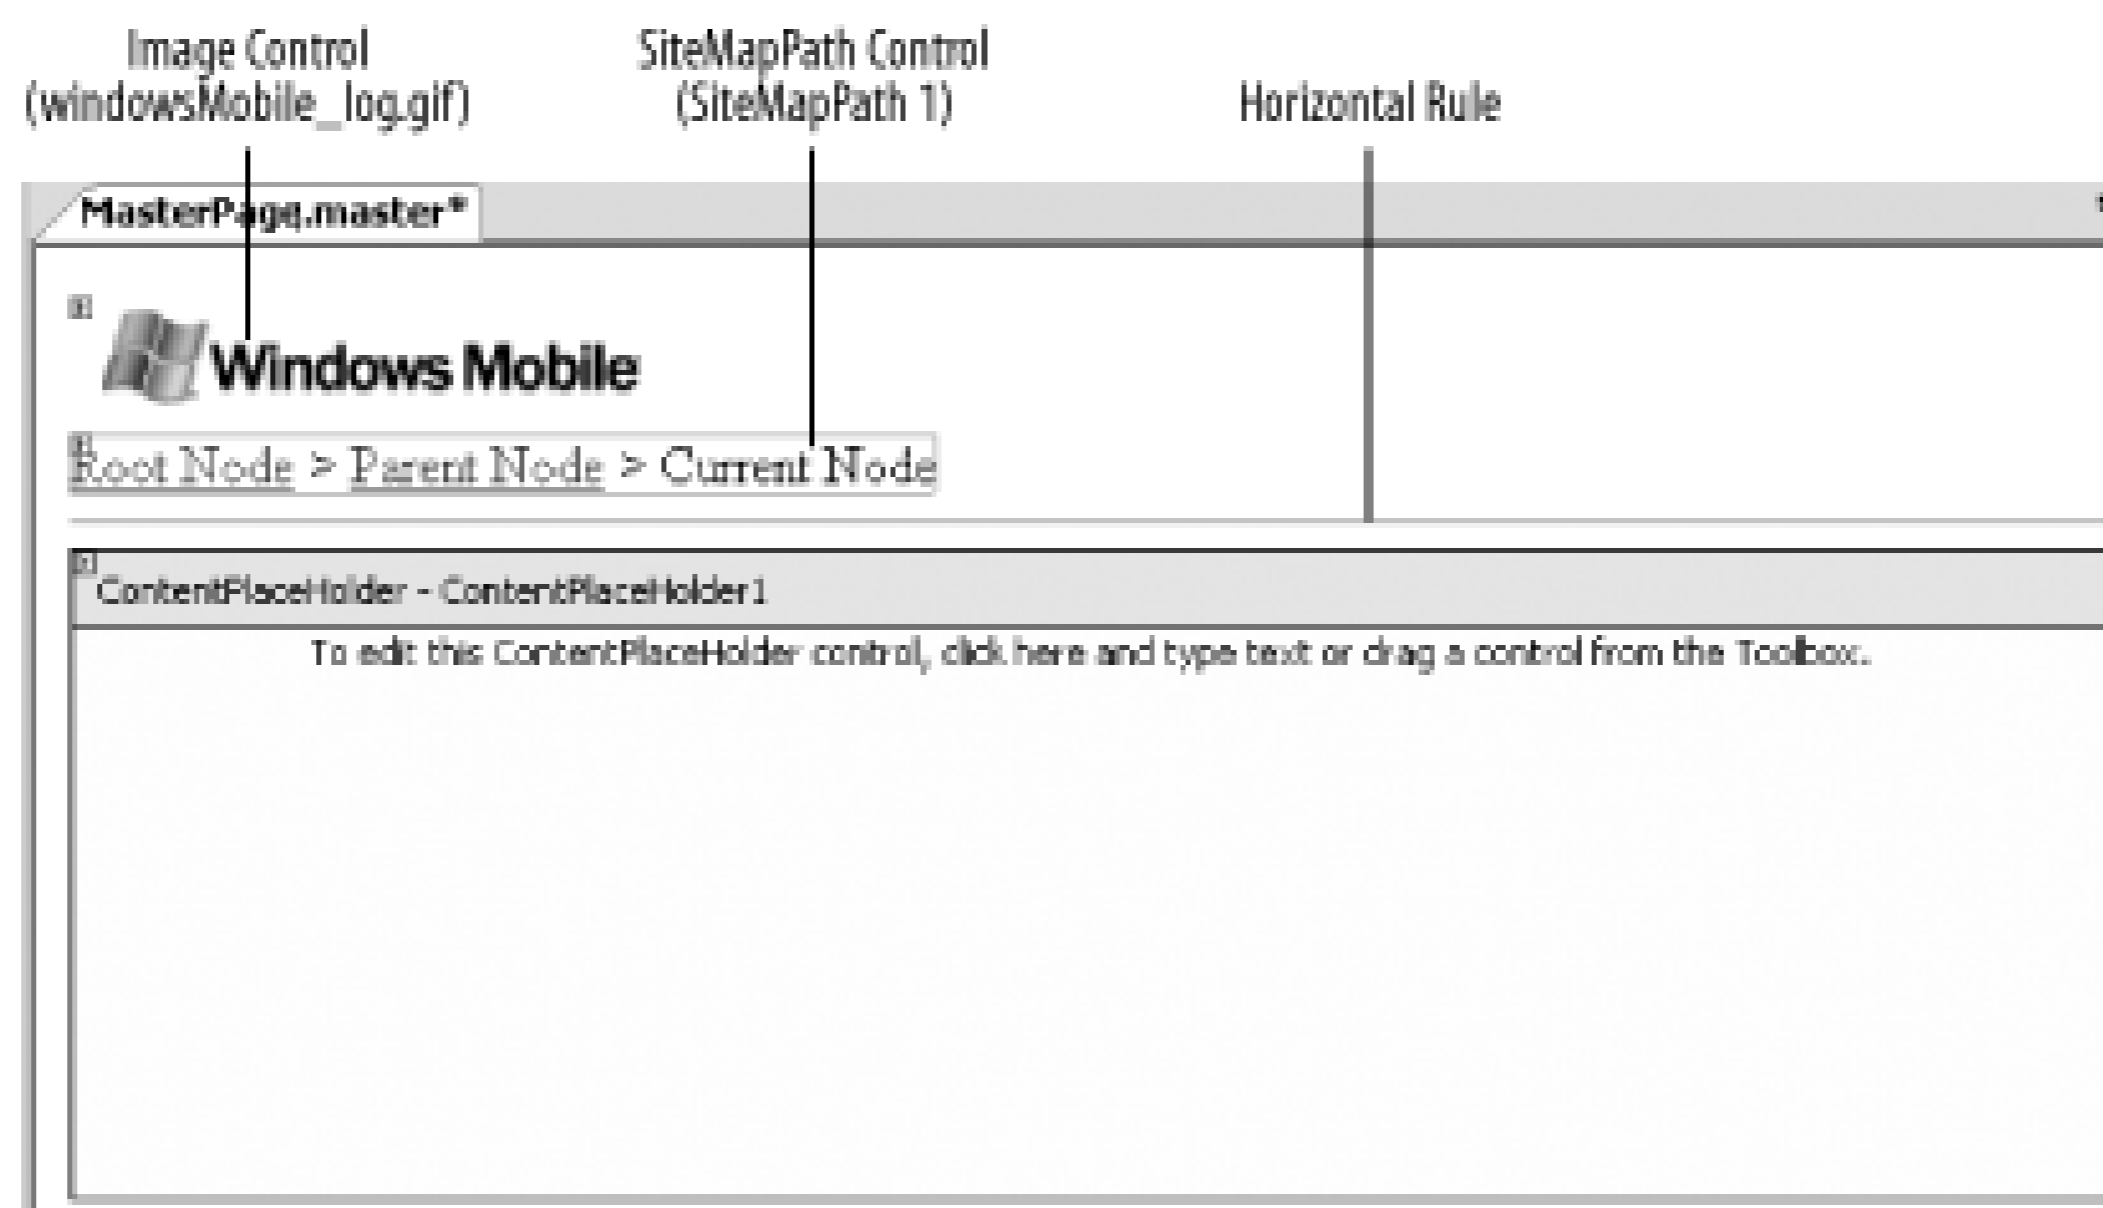 Image Control
(windowsMobile_log.gif)
SiteMapPath Control
(SiteMapPath 1)
Horizontal Rule
MasterPage.master*
Windows Mobile
Root Node > Parent Node > Current Node
ContentPlaceHolder - ContentPlaceHolder1
To edit this ContentPlaceHolder control, click here and type text or drag a control from the Toolbox.